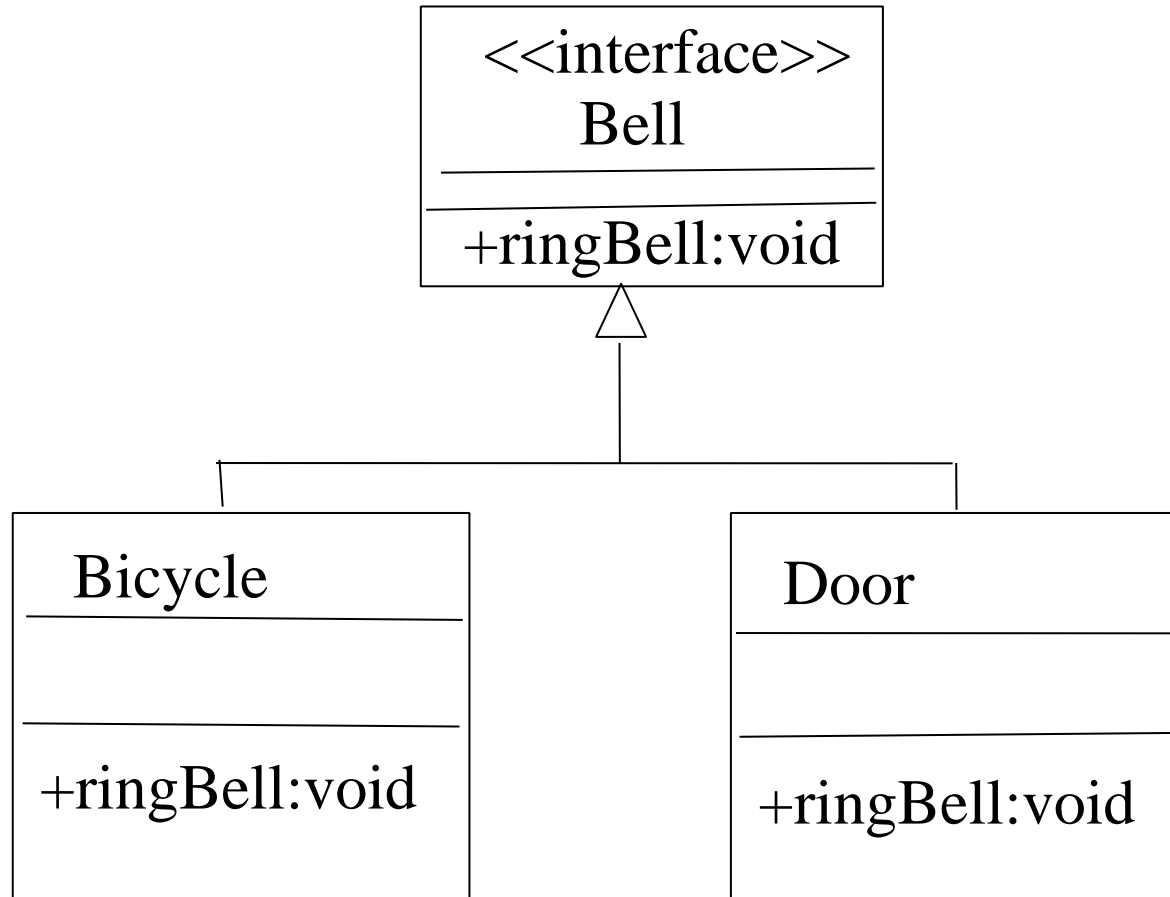 <<interface>>
Bell
+ringBell:void
Bicycle
+ringBell:void
Door
+ringBell:void